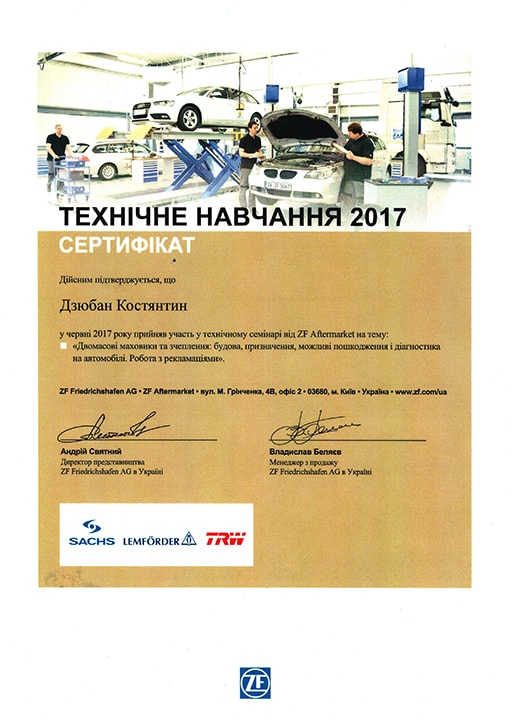 ТЕХНІЧНЕ НАВЧАННЯ 2017
СЕРТИФІКАТ
Дійсним підтверджується, що
Дзюбан Костянтин
у червні 2017 року прийняв участь у технічному семінарі від ZF Aftermarket на тему:
«Двомасові маховики та зчеплення: будова, призначення, можливі пошкодження і діагностика
на автомобілі. Робота з рекламаціями».
ZF Friedrichshafen AG • ZF Aftermarket • вул. М. Грінченка, 4В, офіс 2 • 03680, м. Київ • Україна • www.zf.com/ua
Андрій Святний
Директор представництва
ZF Friedrichshafen AG в Україні
Владислав Беляєв
Менеджер з продажу
ZF Friedrichshafen AG в Україні
SACHS LEMFÖRDER TRW
ZF